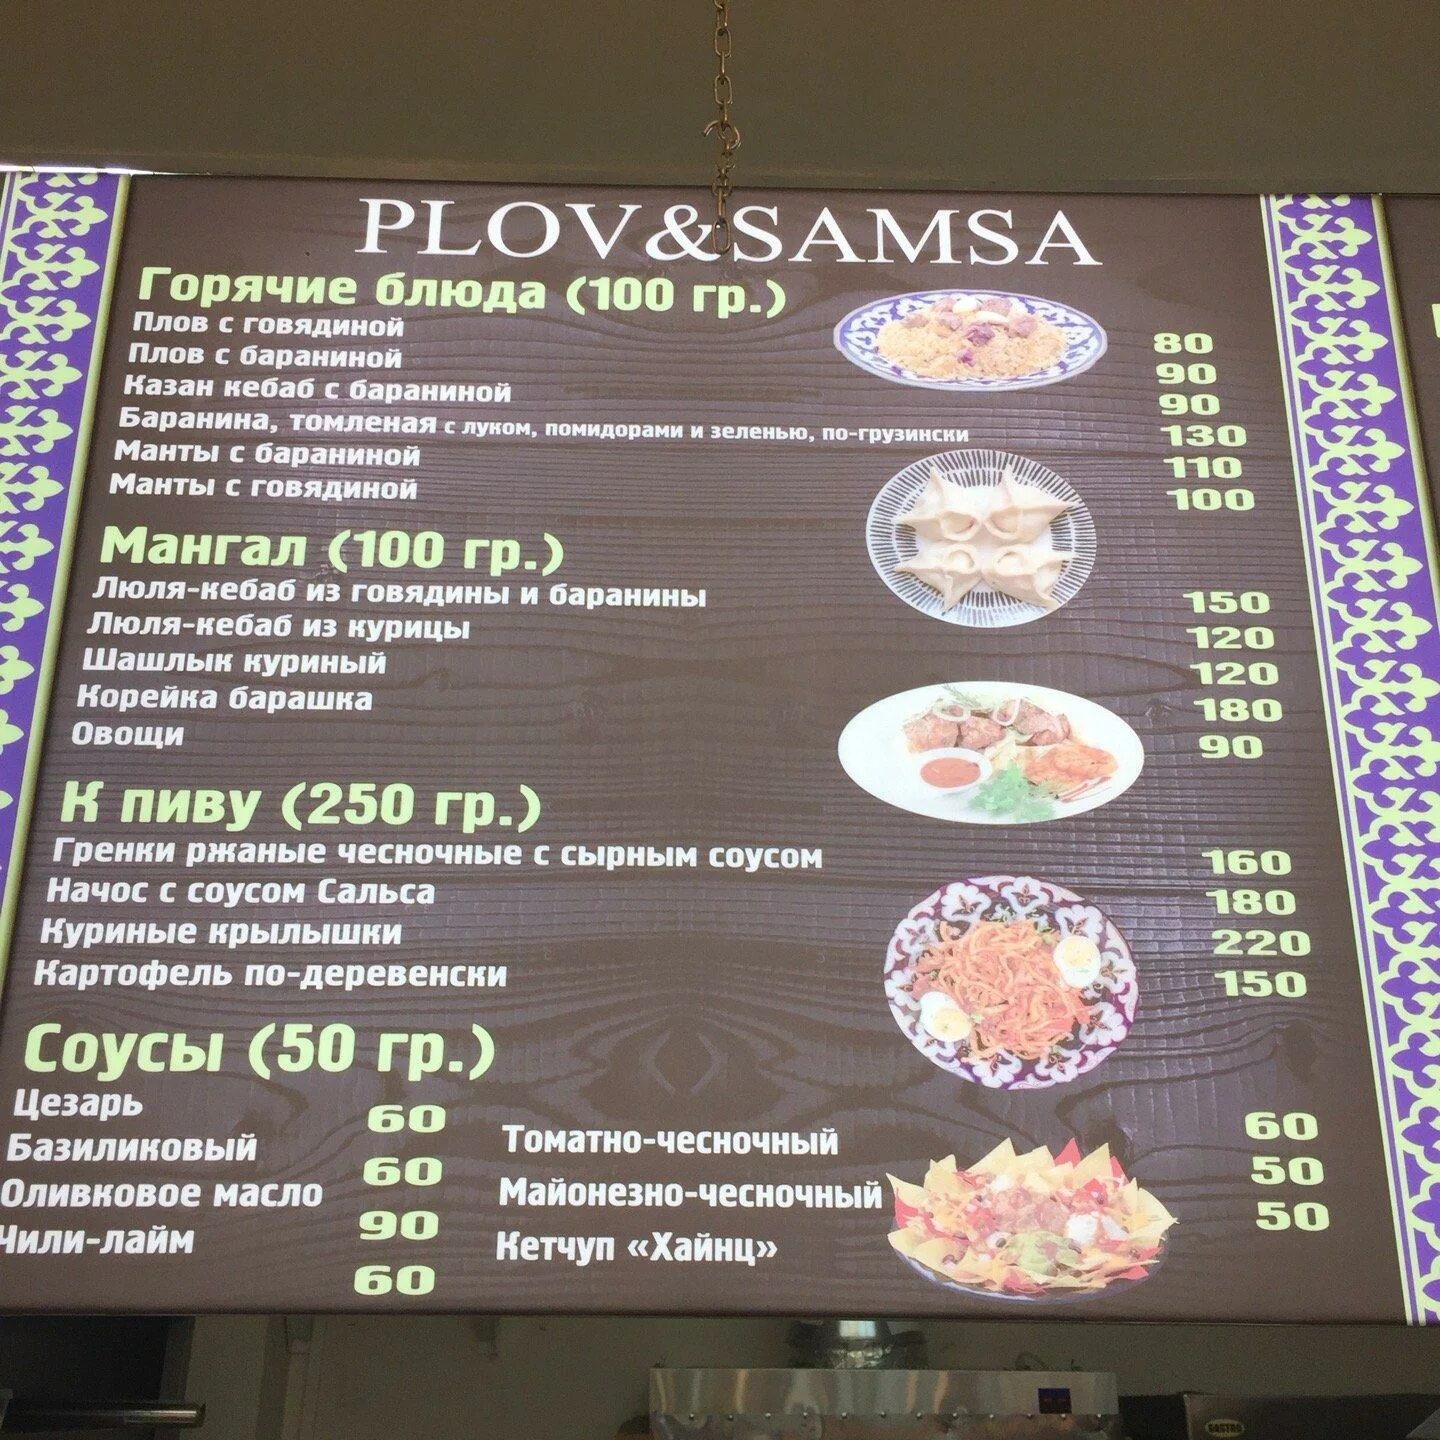 PLOV&SAMSA
Горячие блюда (100 гр.)
Плов с говядиной 80
Плов с бараниной 90
Казан кебаб с бараниной 90
Баранина, томленая с луком, помидорами и зеленью, по-грузински 130
Манты с бараниной 110
Манты с говядиной 100
Мангал (100 гр.)
Люля-кебаб из говядины и баранины 150
Люля-кебаб из курицы 120
Шашлык куриный 120
Корейка барашка 180
Овощи 90
К пиву (250 гр.)
Гренки ржаные чесночные с сырным соусом 160
Начос с соусом Сальса 180
Куриные крылышки 220
Картофель по-деревенски 150
Соусы (50 гр.)
Цезарь 60
Базиликовый 60
Оливковое масло 90
Чили-лайм 60
Томатно-чесночный 60
Майонезно-чесночный 50
Кетчуп «Хайнц» 50